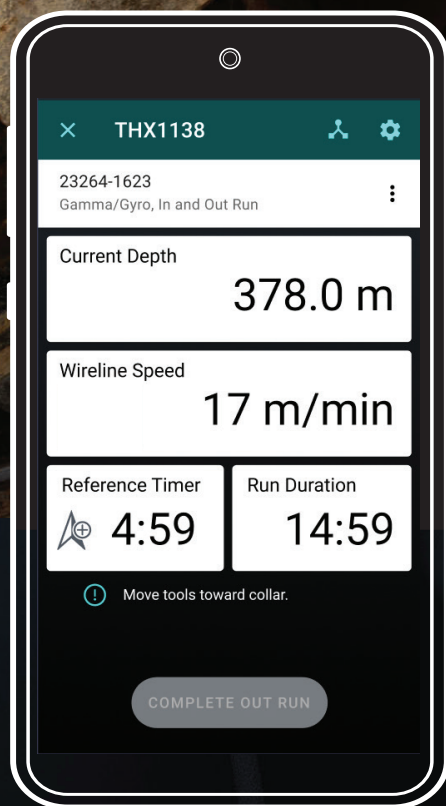 THX1138
23264-1623
Gamma/Gyro, In and Out Run
Current Depth
378.0 m
Wireline Speed
17 m/min
Reference Timer
4:59
Run Duration
14:59
Move tools toward collar.
COMPLETE OUT RUN